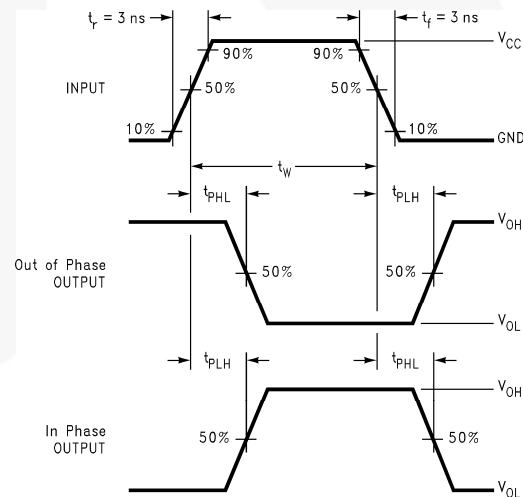 t_r = 3 ns
t_f = 3 ns
V_CC
90%
90%
INPUT
50%
50%
10%
10%
GND
t_W
t_PHL
t_PLH
V_OH
Out of Phase
OUTPUT
50%
50%
V_OL
t_PLH
t_PHL
V_OH
In Phase
OUTPUT
50%
50%
V_OL